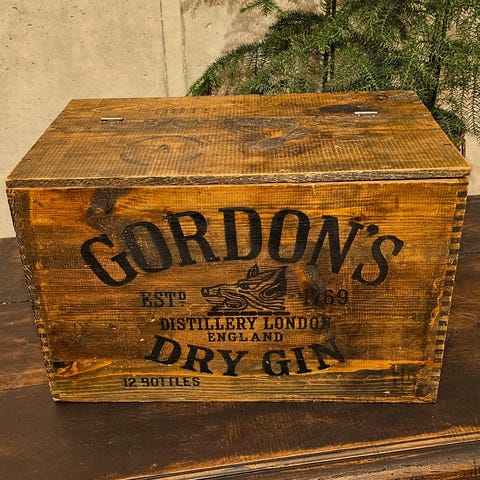 GORDON'S
ESTD 1769
DISTILLERY LONDON
ENGLAND
DRY GIN
12 BOTTLES